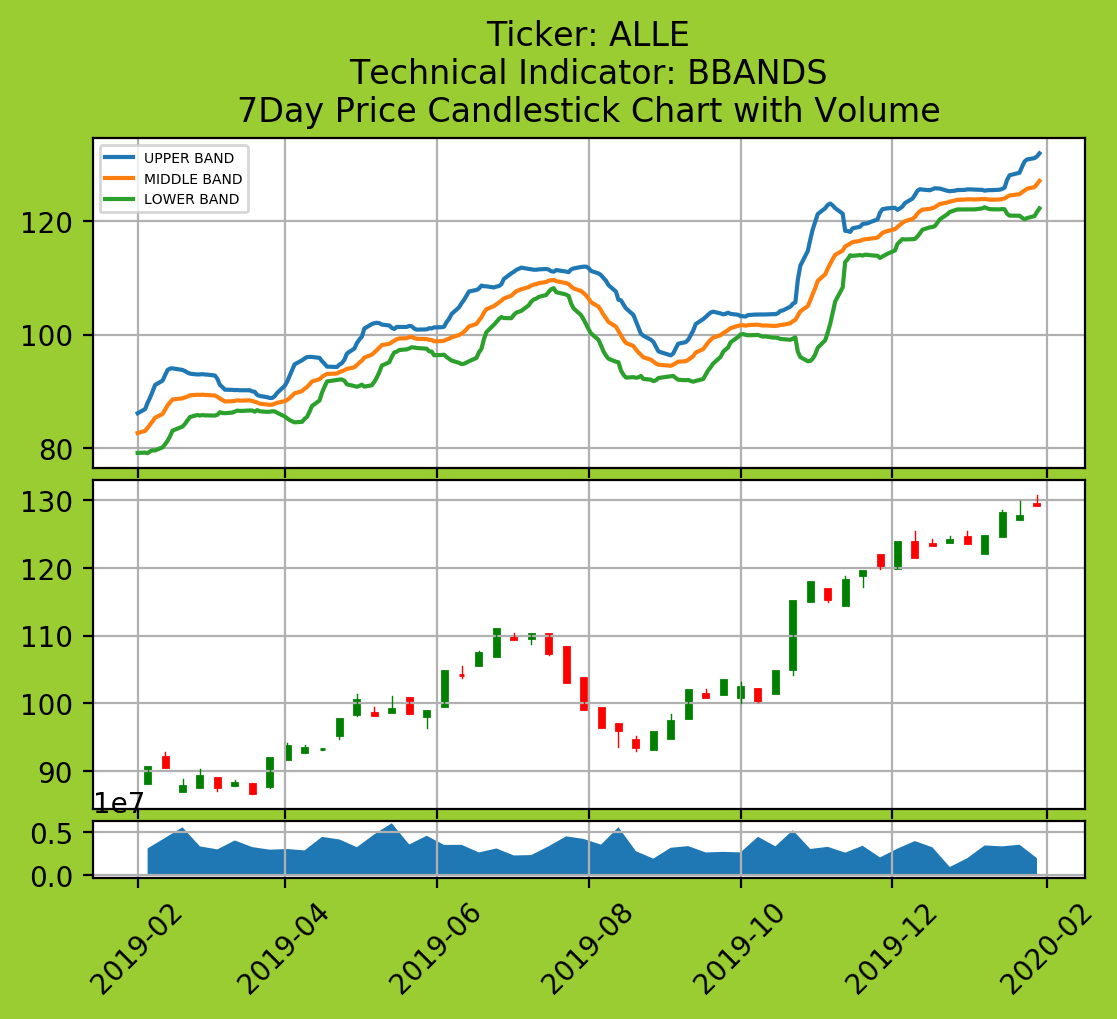 Ticker: ALLE
Technical Indicator: BBANDS
7Day Price Candlestick Chart with Volume
UPPER BAND
MIDDLE BAND
LOWER BAND
120
100
80
130
120
110
100
90
1e7
0.5
0.0
2019-02
2019-04
2019-06
2019-08
2019-10
2019-12
2020-02